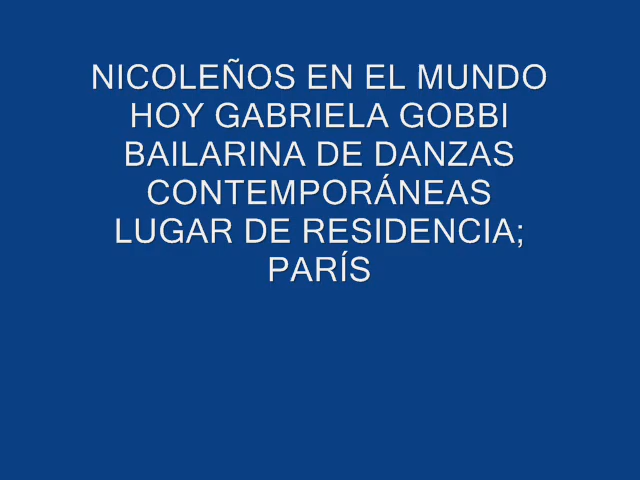 NICOLEÑOS EN EL MUNDO
HOY GABRIELA GOBBI
BAILARINA DE DANZAS
CONTEMPORÁNEAS
LUGAR DE RESIDENCIA;
PARÍS